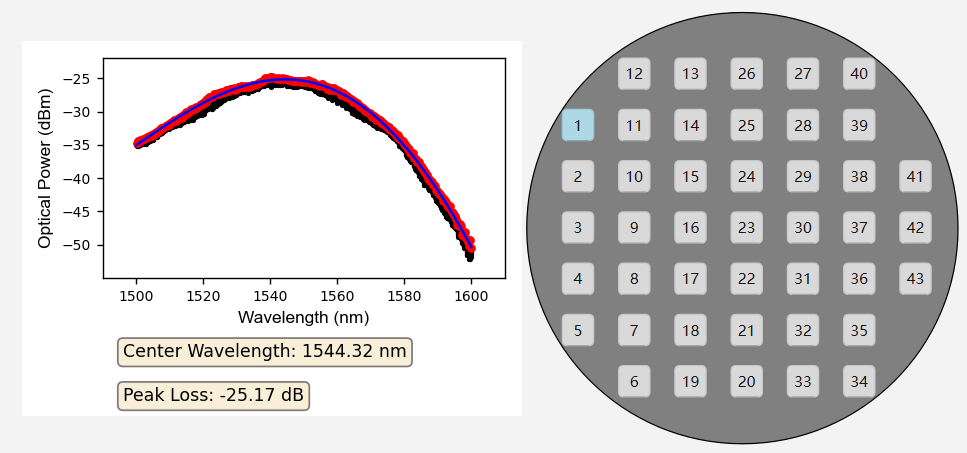 Optical Power (dBm)
−25
−30
−35
−40
−45
−50
1500 1520 1540 1560 1580 1600
Wavelength (nm)
Center Wavelength: 1544.32 nm
Peak Loss: -25.17 dB
12 13 26 27 40
1 11 14 25 28 39
2 10 15 24 29 38 41
3 9 16 23 30 37 42
4 8 17 22 31 36 43
5 7 18 21 32 35
6 19 20 33 34